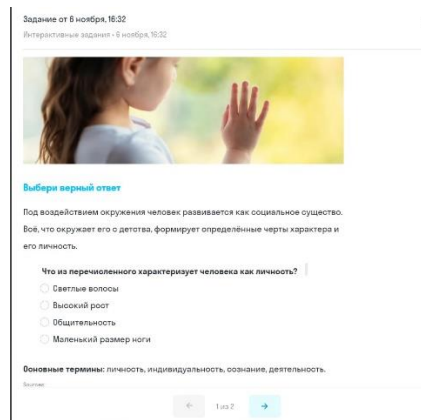 Задание от 6 ноября, 16:32
Интерактивные задания • 6 ноября, 16:32
Выбери верный ответ
Под воздействием окружения человек развивается как социальное существо.
Всё, что окружает его с детства, формирует определённые черты характера и
его личность.
Что из перечисленного характеризует человека как личность?
Светлые волосы
Высокий рост
Общительность
Маленький размер ноги
Основные термины: личность, индивидуальность, сознание, деятельность.
1 из 2